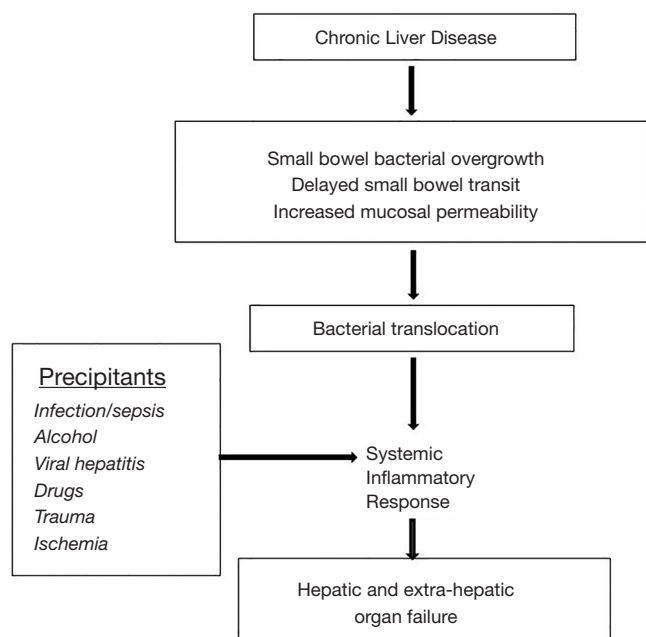 Chronic Liver Disease
Small bowel bacterial overgrowth
Delayed small bowel transit
Increased mucosal permeability
Bacterial translocation
Precipitants
Infection/sepsis
Alcohol
Viral hepatitis
Drugs
Trauma
Ischemia
Systemic
Inflammatory
Response
Hepatic and extra-hepatic
organ failure